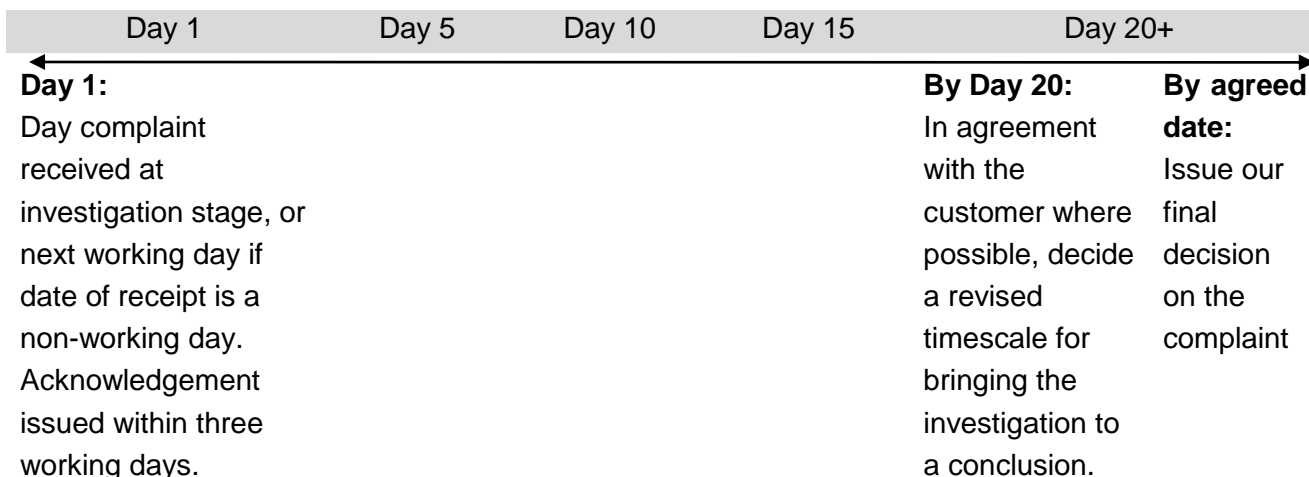 Day 1 Day 5 Day 10 Day 15 Day 20+
Day 1:
Day complaint
received at
investigation stage, or
next working day if
date of receipt is a
non-working day.
Acknowledgement
issued within three
working days.
By Day 20:
In agreement
with the
customer where
possible, decide
a revised
timescale for
bringing the
investigation to
a conclusion.
By agreed
date:
Issue our
final
decision
on the
complaint